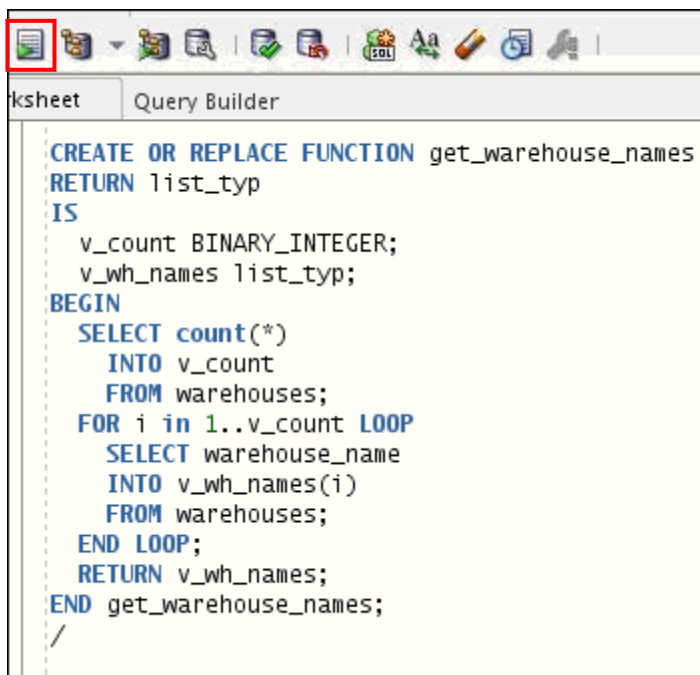 SQL
Aa
rksheet Query Builder
CREATE OR REPLACE FUNCTION get_warehouse_names
RETURN list_typ
IS
v_count BINARY_INTEGER;
v_wh_names list_typ;
BEGIN
SELECT count(*)
INTO v_count
FROM warehouses;
FOR i in 1..v_count LOOP
SELECT warehouse_name
INTO v_wh_names(i)
FROM warehouses;
END LOOP;
RETURN v_wh_names;
END get_warehouse_names;
/